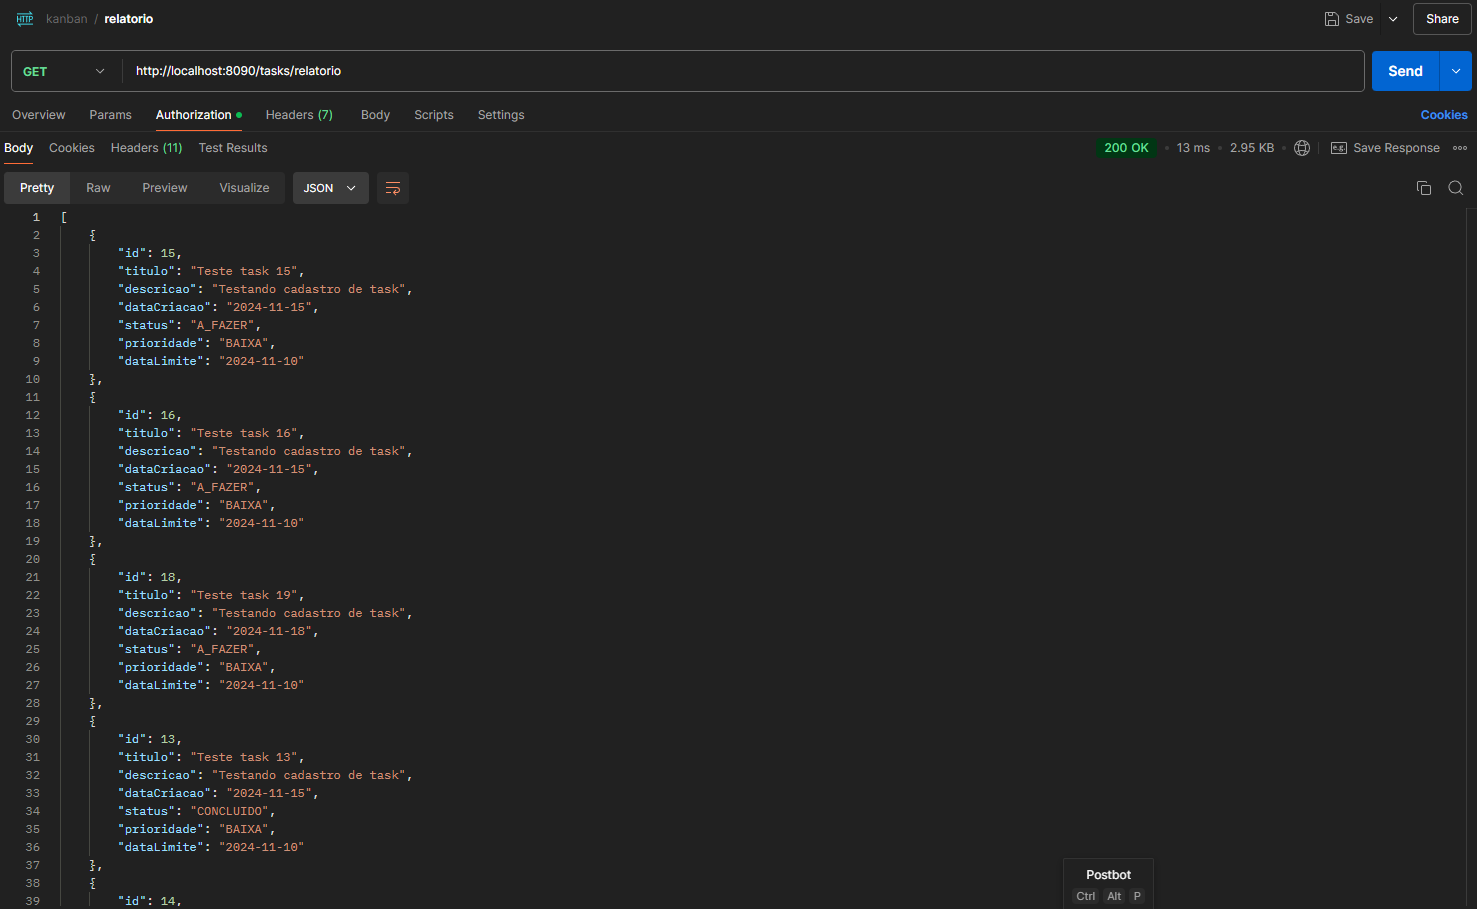 HTTP kanban / relatorio Save Share
GET http://localhost:8090/tasks/relatorio Send
Overview Params Authorization Headers (7) Body Scripts Settings Cookies
Body Cookies Headers (11) Test Results 200 OK 13 ms 2.95 KB e.g. Save Response
Pretty Raw Preview Visualize JSON
1 [
2 {
3 "id": 15,
4 "titulo": "Teste task 15",
5 "descricao": "Testando cadastro de task",
6 "dataCriacao": "2024-11-15",
7 "status": "A_FAZER",
8 "prioridade": "BAIXA",
9 "dataLimite": "2024-11-10"
10 },
11 {
12 "id": 16,
13 "titulo": "Teste task 16",
14 "descricao": "Testando cadastro de task",
15 "dataCriacao": "2024-11-15",
16 "status": "A_FAZER",
17 "prioridade": "BAIXA",
18 "dataLimite": "2024-11-10"
19 },
20 {
21 "id": 18,
22 "titulo": "Teste task 19",
23 "descricao": "Testando cadastro de task",
24 "dataCriacao": "2024-11-18",
25 "status": "A_FAZER",
26 "prioridade": "BAIXA",
27 "dataLimite": "2024-11-10"
28 },
29 {
30 "id": 13,
31 "titulo": "Teste task 13",
32 "descricao": "Testando cadastro de task",
33 "dataCriacao": "2024-11-15",
34 "status": "CONCLUIDO",
35 "prioridade": "BAIXA",
36 "dataLimite": "2024-11-10"
37 },
38 {
39 "id": 14,
Postbot
Ctrl Alt P